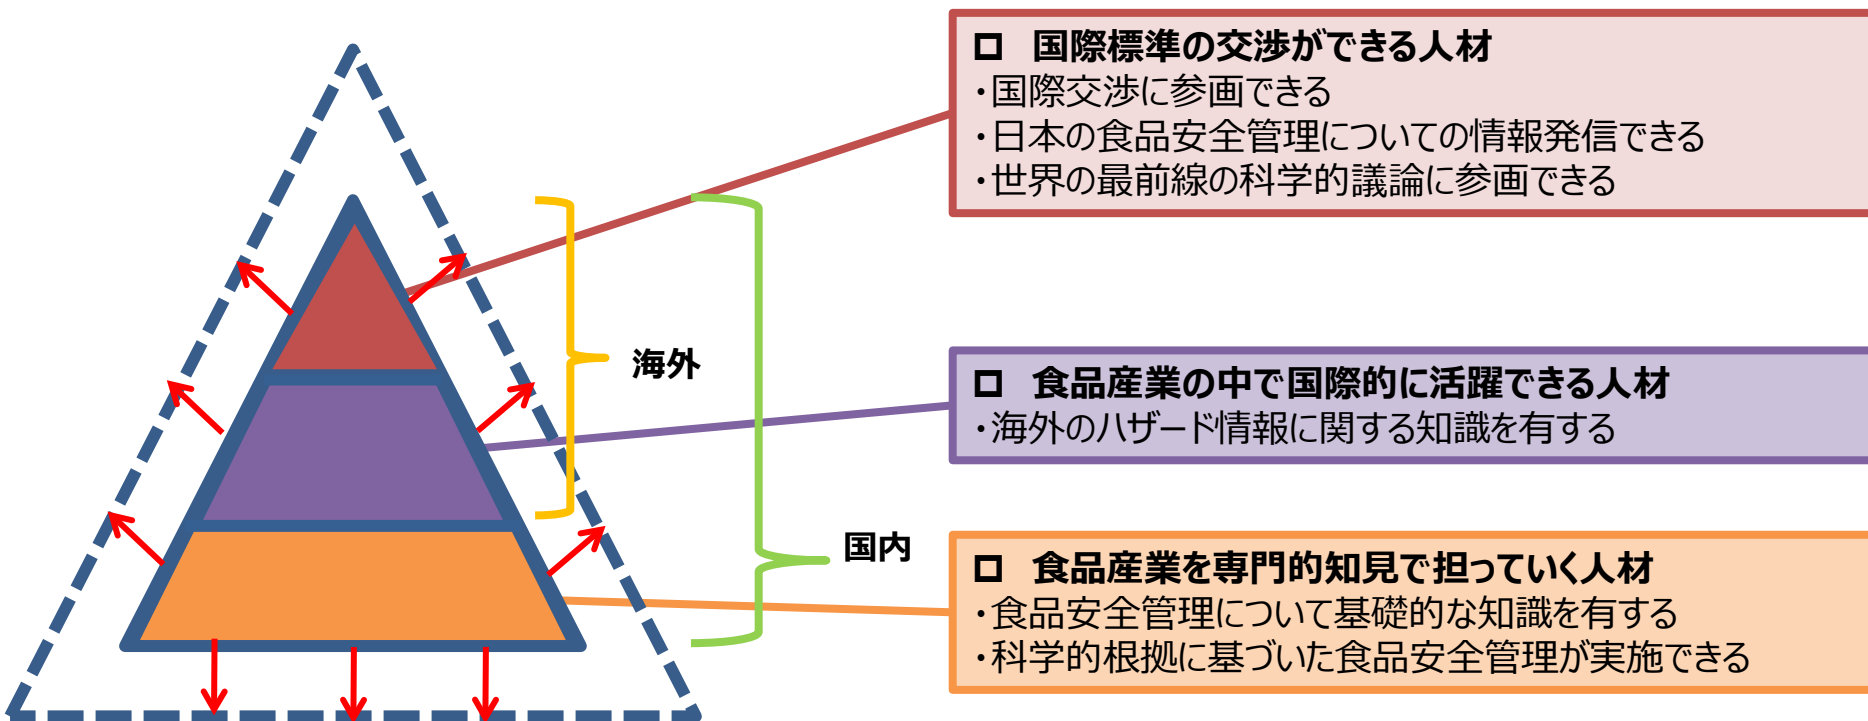 □ 国際標準の交渉ができる人材
・国際交渉に参画できる
・日本の食品安全管理についての情報発信できる
・世界の最前線の科学的議論に参画できる
海外
□ 食品産業の中で国際的に活躍できる人材
・海外のハザード情報に関する知識を有する
国内
□ 食品産業を専門的知見で担っていく人材
・食品安全管理について基礎的な知識を有する
・科学的根拠に基づいた食品安全管理が実施できる